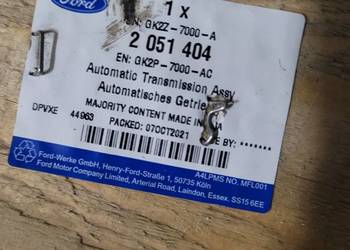 Ford
1 x
EN: GK2Z-7000-A
2 051 404
EN: GK2P-7000-AC
Automatic Transmission Assy
Automatisches Getrie
MAJORITY CONTENT MADE IN
DPVXE 44963 PACKED: 07OCT2021 DE BY:
A4LPMS NO. MFL001
Ford-Werke GmbH, Henry-Ford-Straße 1, 50735 Köln
Ford Motor Company Limited, Arterial Road, Laindon, Essex. SS15 6EE